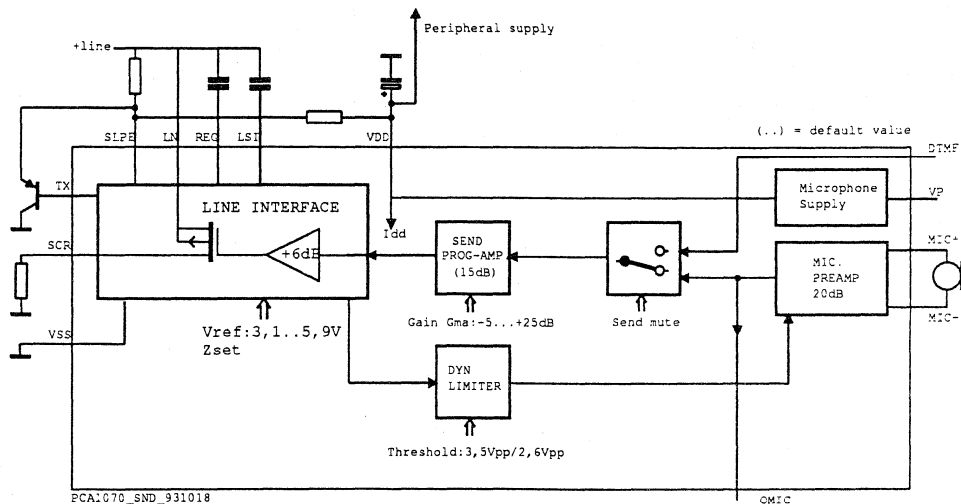 Peripheral supply
+line
SLPE LN REC LSI VDD
(..) = default value
DTMF
TX
LINE INTERFACE
Idd
Microphone
Supply
VP
SCR
+6dB
SEND
PROG-AMP
(15dB)
MIC.
PREAMP
20dB
MIC+
MIC-
VSS
Vref:3,1..5,9V
Zset
Gain Gma:-5...+25dB
Send mute
DYN
LIMITER
Threshold:3,5Vpp/2,6Vpp
PCA1070_SND_931018
QMIC